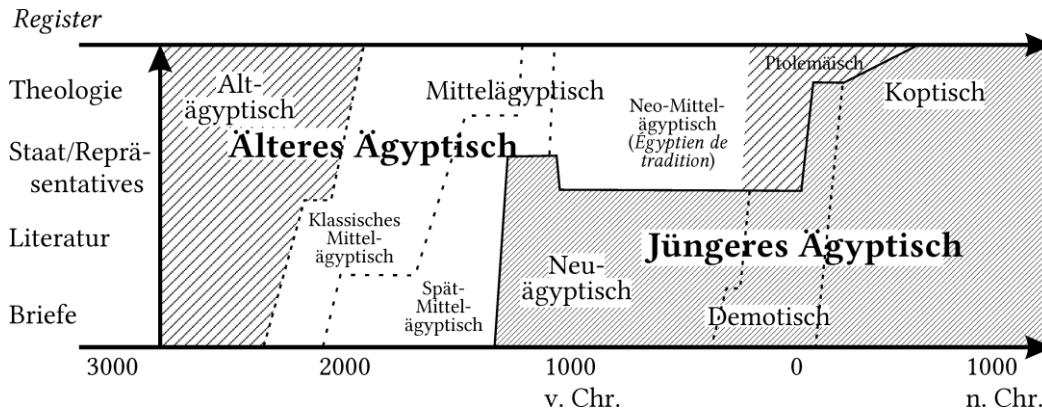 Register
Theologie
Staat/Reprä-
sentatives
Literatur
Briefe
Alt-
ägyptisch
Älteres Ägyptisch
Mittelägyptisch
Klassisches
Mittel-
ägyptisch
Spät-
Mittel-
ägyptisch
Neo-Mittel-
ägyptisch
(Égyptien de
tradition)
Ptolemäisch
Koptisch
Jüngeres Ägyptisch
Neu-
ägyptisch
Demotisch
3000 2000 1000 0 1000
v. Chr. n. Chr.